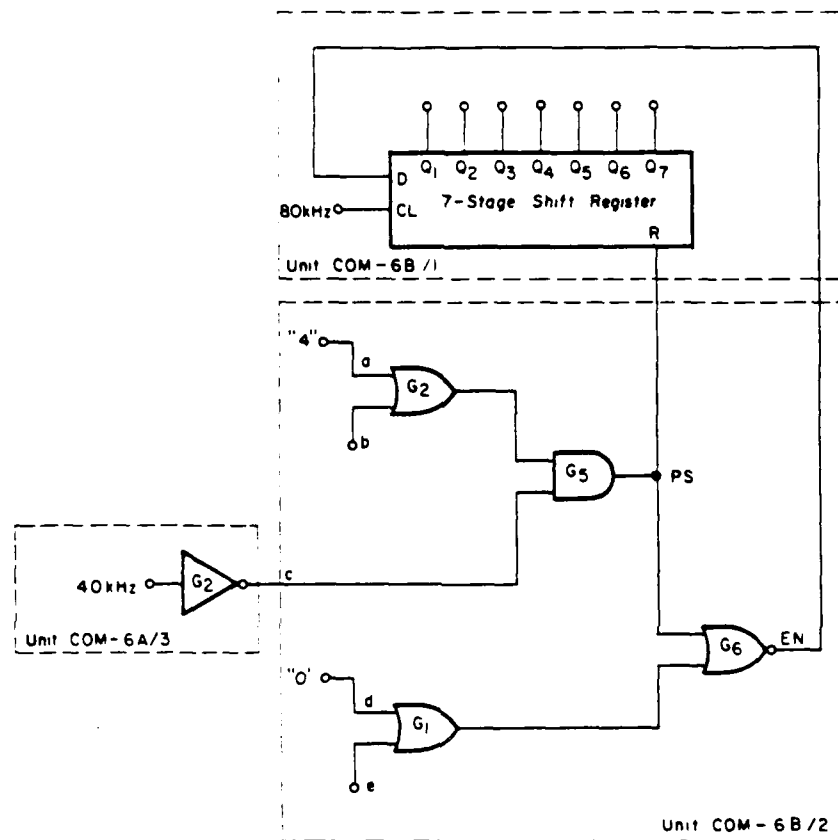 Q1 Q2 Q3 Q4 Q5 Q6 Q7
D
7-Stage Shift Register
80kHz CL
R
Unit COM-6B/1
"4"
a
G2
b
G5
PS
40kHz G2 c
Unit COM-6A/3
EN
G6
"0'
d
G1
e
Unit COM-6B/2